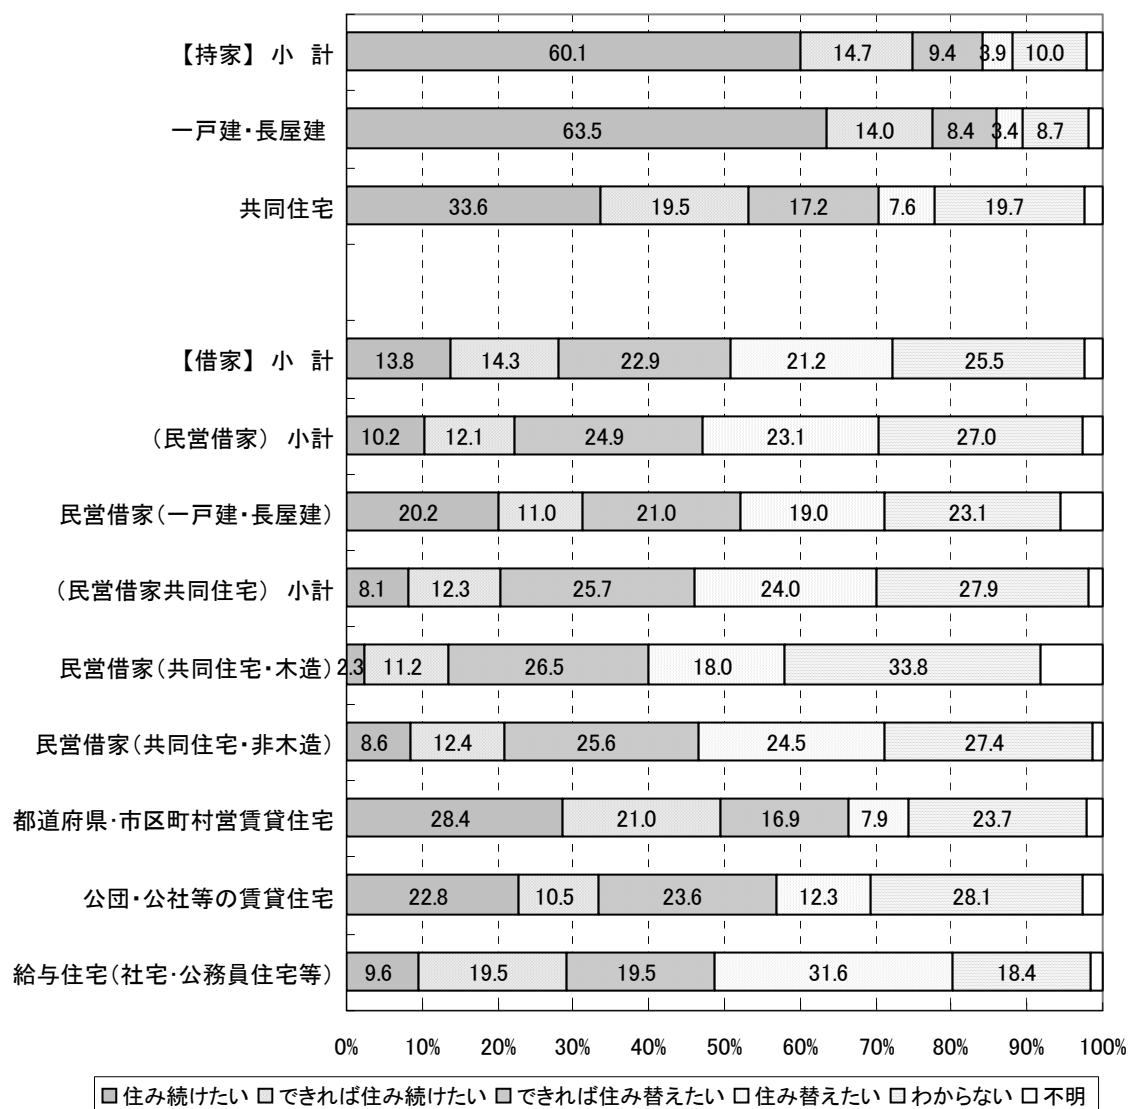 【持家】 小 計 60.1 14.7 9.4 3.9 10.0
一戸建・長屋建 63.5 14.0 8.4 3.4 8.7
共同住宅 33.6 19.5 17.2 7.6 19.7
【借家】 小 計 13.8 14.3 22.9 21.2 25.5
(民営借家) 小計 10.2 12.1 24.9 23.1 27.0
民営借家(一戸建・長屋建) 20.2 11.0 21.0 19.0 23.1
(民営借家共同住宅) 小計 8.1 12.3 25.7 24.0 27.9
民営借家(共同住宅・木造) 2.3 11.2 26.5 18.0 33.8
民営借家(共同住宅・非木造) 8.6 12.4 25.6 24.5 27.4
都道府県・市区町村営賃貸住宅 28.4 21.0 16.9 7.9 23.7
公団・公社等の賃貸住宅 22.8 10.5 23.6 12.3 28.1
給与住宅(社宅・公務員住宅等) 9.6 19.5 19.5 31.6 18.4
0% 10% 20% 30% 40% 50% 60% 70% 80% 90% 100%
住み続けたい できれば住み続けたい できれば住み替えたい 住み替えたい わからない 不明